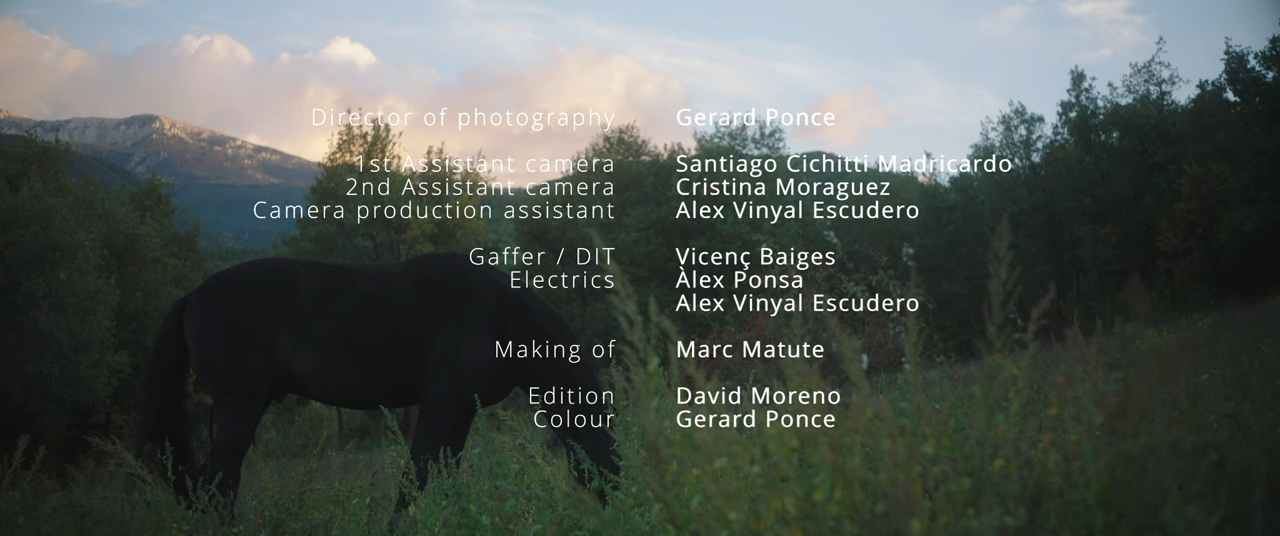 Director of photography Gerard Ponce
1st Assistant camera Santiago Cichitti Madricardo
2nd Assistant camera Cristina Moraguez
Camera production assistant Alex Vinyal Escudero
Gaffer / DIT Vicenç Baiges
Electrics Àlex Ponsa
Alex Vinyal Escudero
Making of Marc Matute
Edition David Moreno
Colour Gerard Ponce